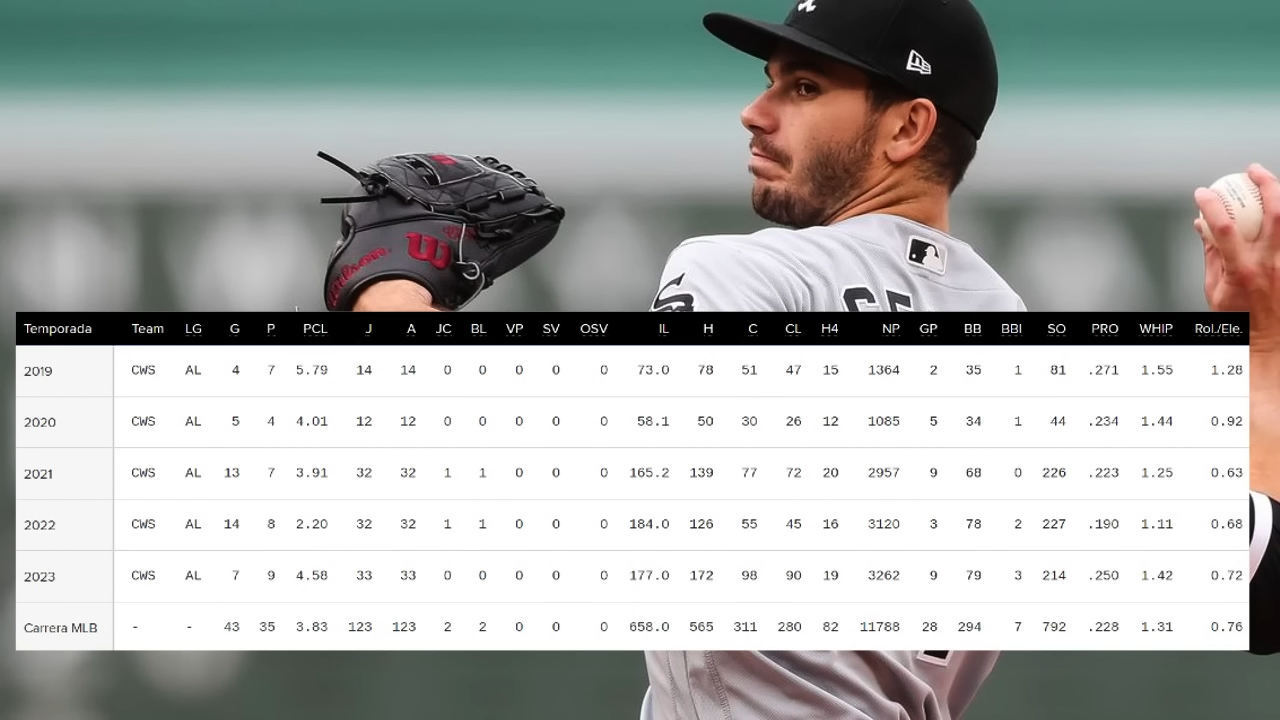 Wilson
W
CE
Temporada Team LG G P. PCL J A JC BL VP SV OSV IL H C CL H4 NP GP BB BBI SO PRO WHIP Rol./Ele.
2019 CWS AL 4 7 5.79 14 14 0 0 0 0 0 73.0 78 51 47 15 1364 2 35 1 81 .271 1.55 1.28
2020 CWS AL 5 4 4.01 12 12 0 0 0 0 0 58.1 50 30 26 12 1085 5 34 1 44 .234 1.44 0.92
2021 CWS AL 13 7 3.91 32 32 1 1 0 0 0 165.2 139 77 72 20 2957 9 68 0 226 .223 1.25 0.63
2022 CWS AL 14 8 2.20 32 32 1 1 0 0 0 184.0 126 55 45 16 3120 3 78 2 227 .190 1.11 0.68
2023 CWS AL 7 9 4.58 33 33 0 0 0 0 0 177.0 172 98 90 19 3262 9 79 3 214 .250 1.42 0.72
Carrera MLB - - 43 35 3.83 123 123 2 2 0 0 0 658.0 565 311 280 82 11788 28 294 7 792 .228 1.31 0.76